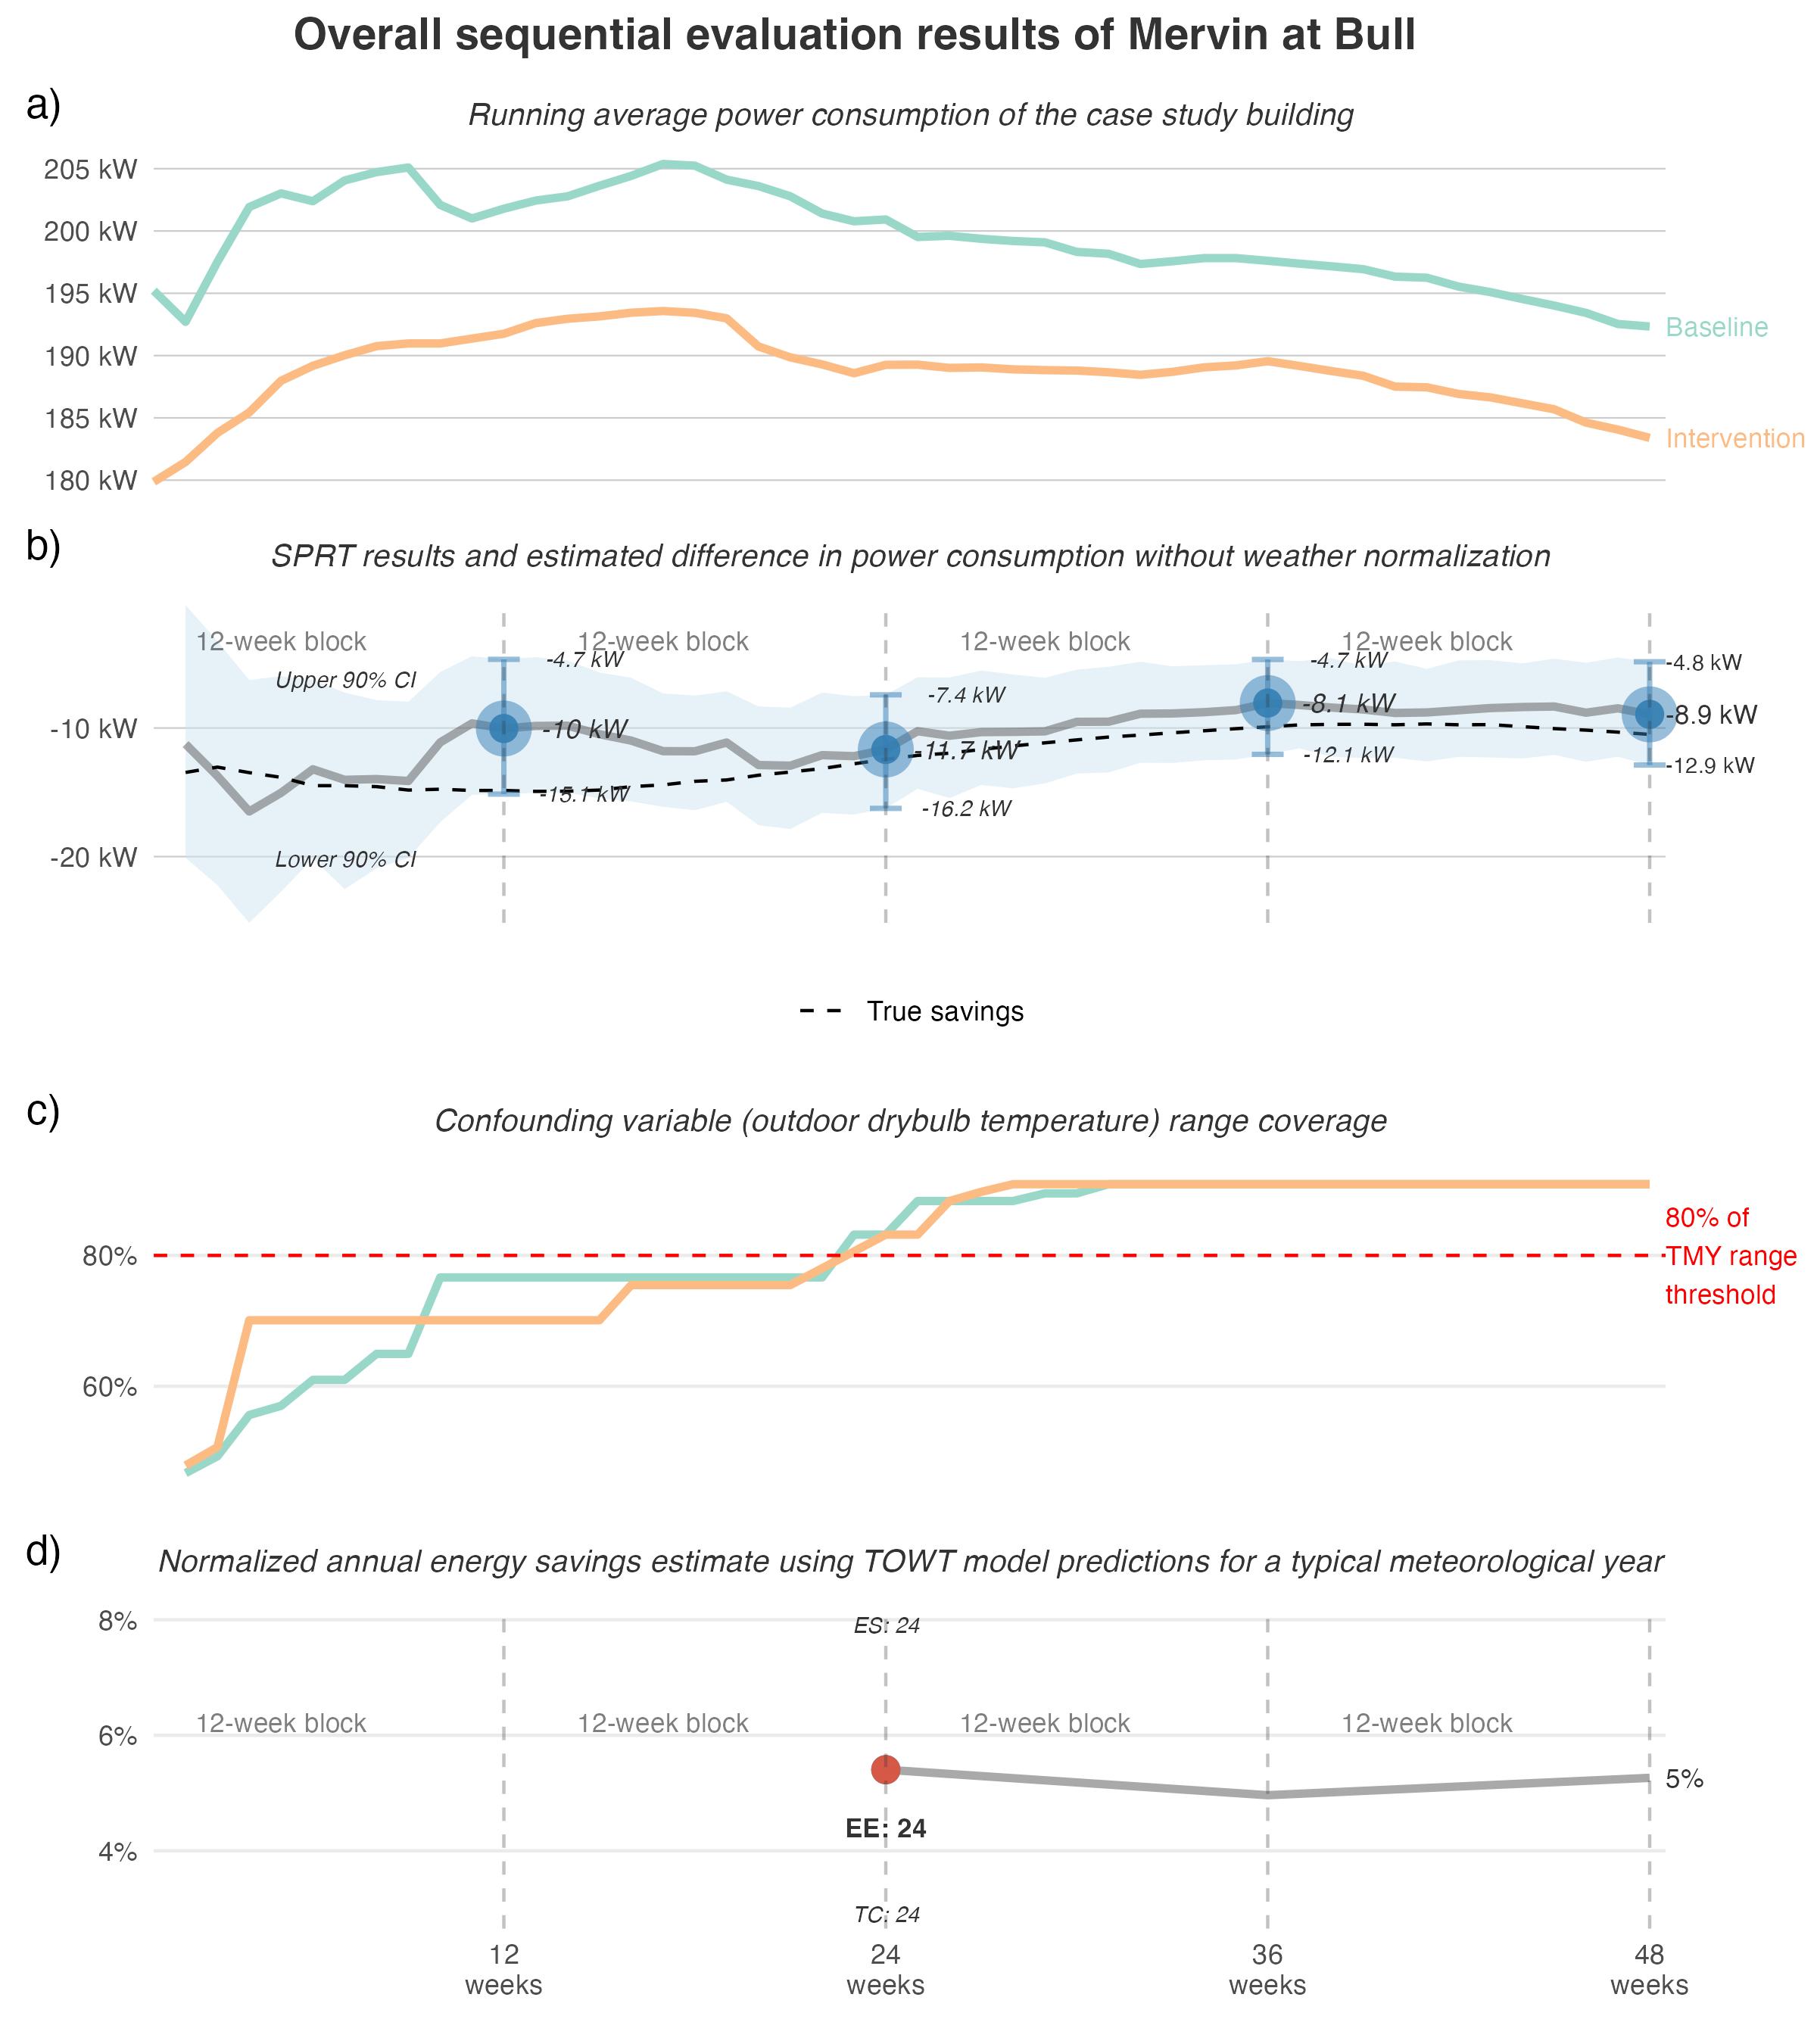 Overall sequential evaluation results of Mervin at Bull
a)
Running average power consumption of the case study building
205 kW
200 kW
195 kW
190 kW
185 kW
180 kW
Baseline
Intervention
b)
SPRT results and estimated difference in power consumption without weather normalization
12-week block
12-week block
12-week block
12-week block
Upper 90% CI
Lower 90% CI
-4.7 kW
-10 kW
-15.1 kW
-7.4 kW
-11.7 kW
-16.2 kW
-4.7 kW
-8.1 kW
-12.1 kW
-4.8 kW
-8.9 kW
-12.9 kW
-10 kW
-20 kW
True savings
c)
Confounding variable (outdoor drybulb temperature) range coverage
80%
60%
80% of
TMY range
threshold
d)
Normalized annual energy savings estimate using TOWT model predictions for a typical meteorological year
8%
6%
4%
ES: 24
12-week block
12-week block
12-week block
12-week block
5%
EE: 24
TC: 24
12
weeks
24
weeks
36
weeks
48
weeks